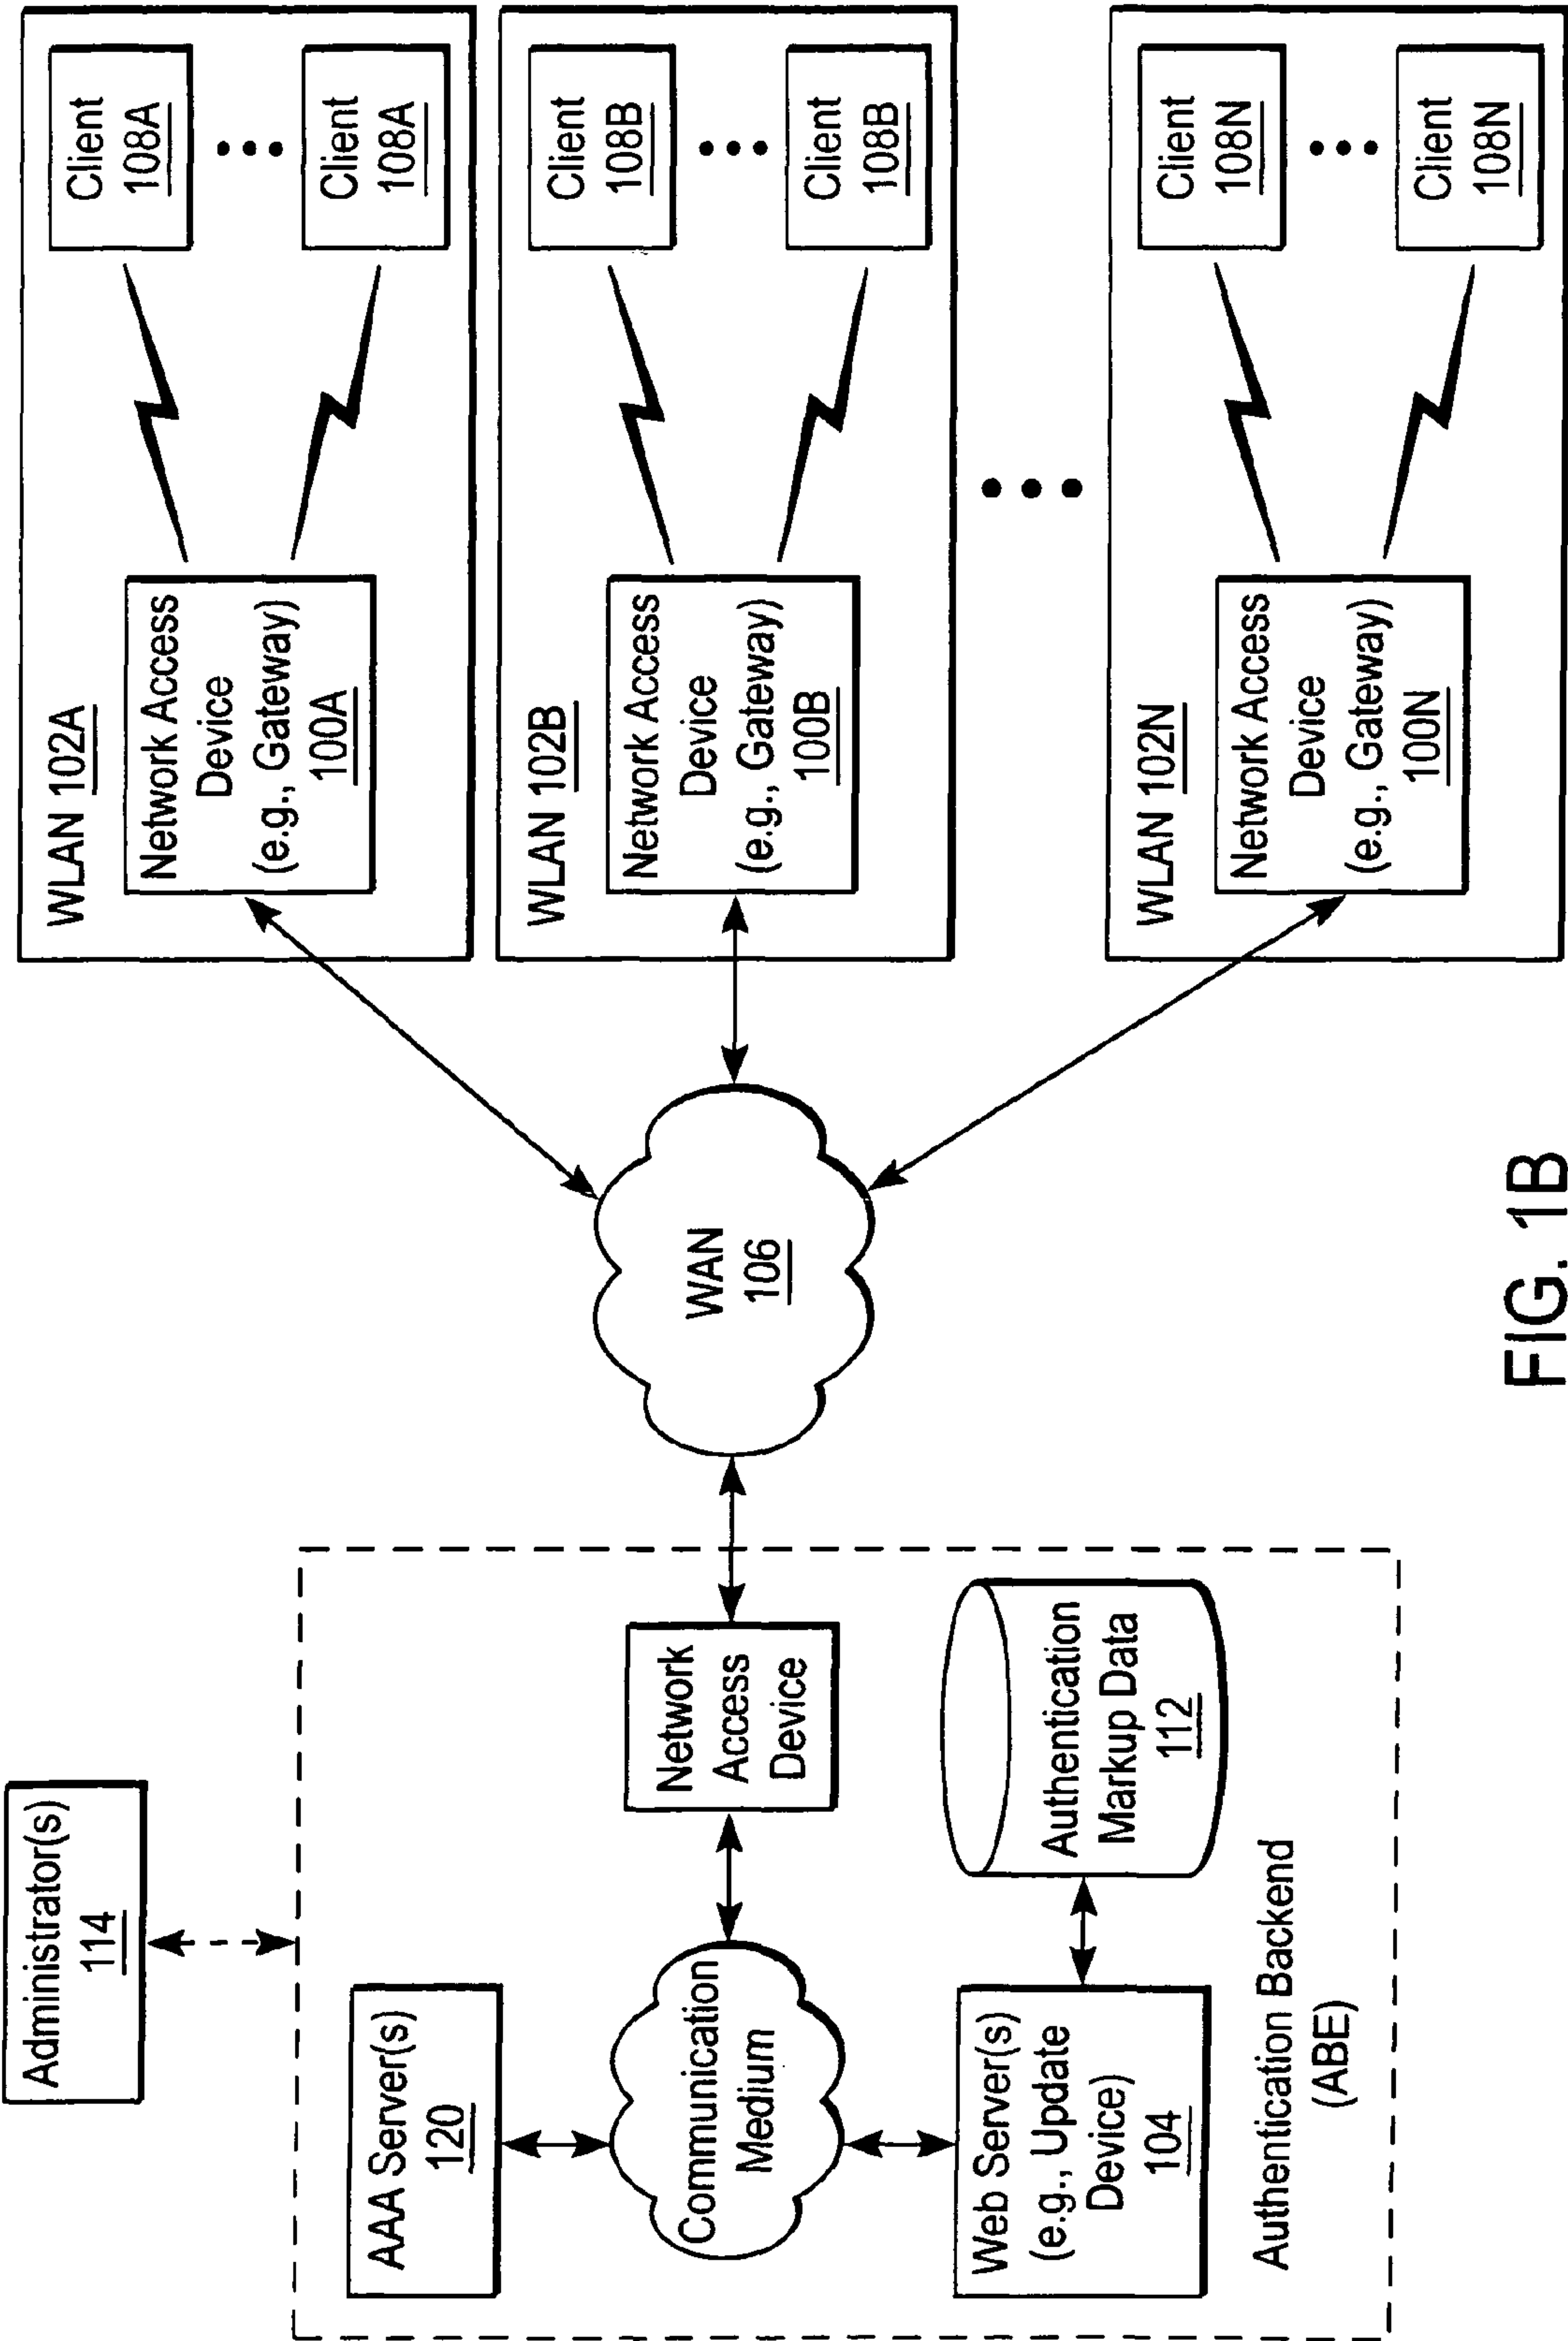 Administrator(s)
114
AAA Server(s)
120
Communication
Medium
Network
Access
Device
Web Server(s)
(e.g., Update
Device)
104
Authentication
Markup Data
112
Authentication Backend
(ABE)
WAN
106
WLAN 102A
Network Access
Device
(e.g., Gateway)
100A
Client
108A
Client
108A
WLAN 102B
Network Access
Device
(e.g., Gateway)
100B
Client
108B
Client
108B
WLAN 102N
Network Access
Device
(e.g., Gateway)
100N
Client
108N
Client
108N
FIG. 1B